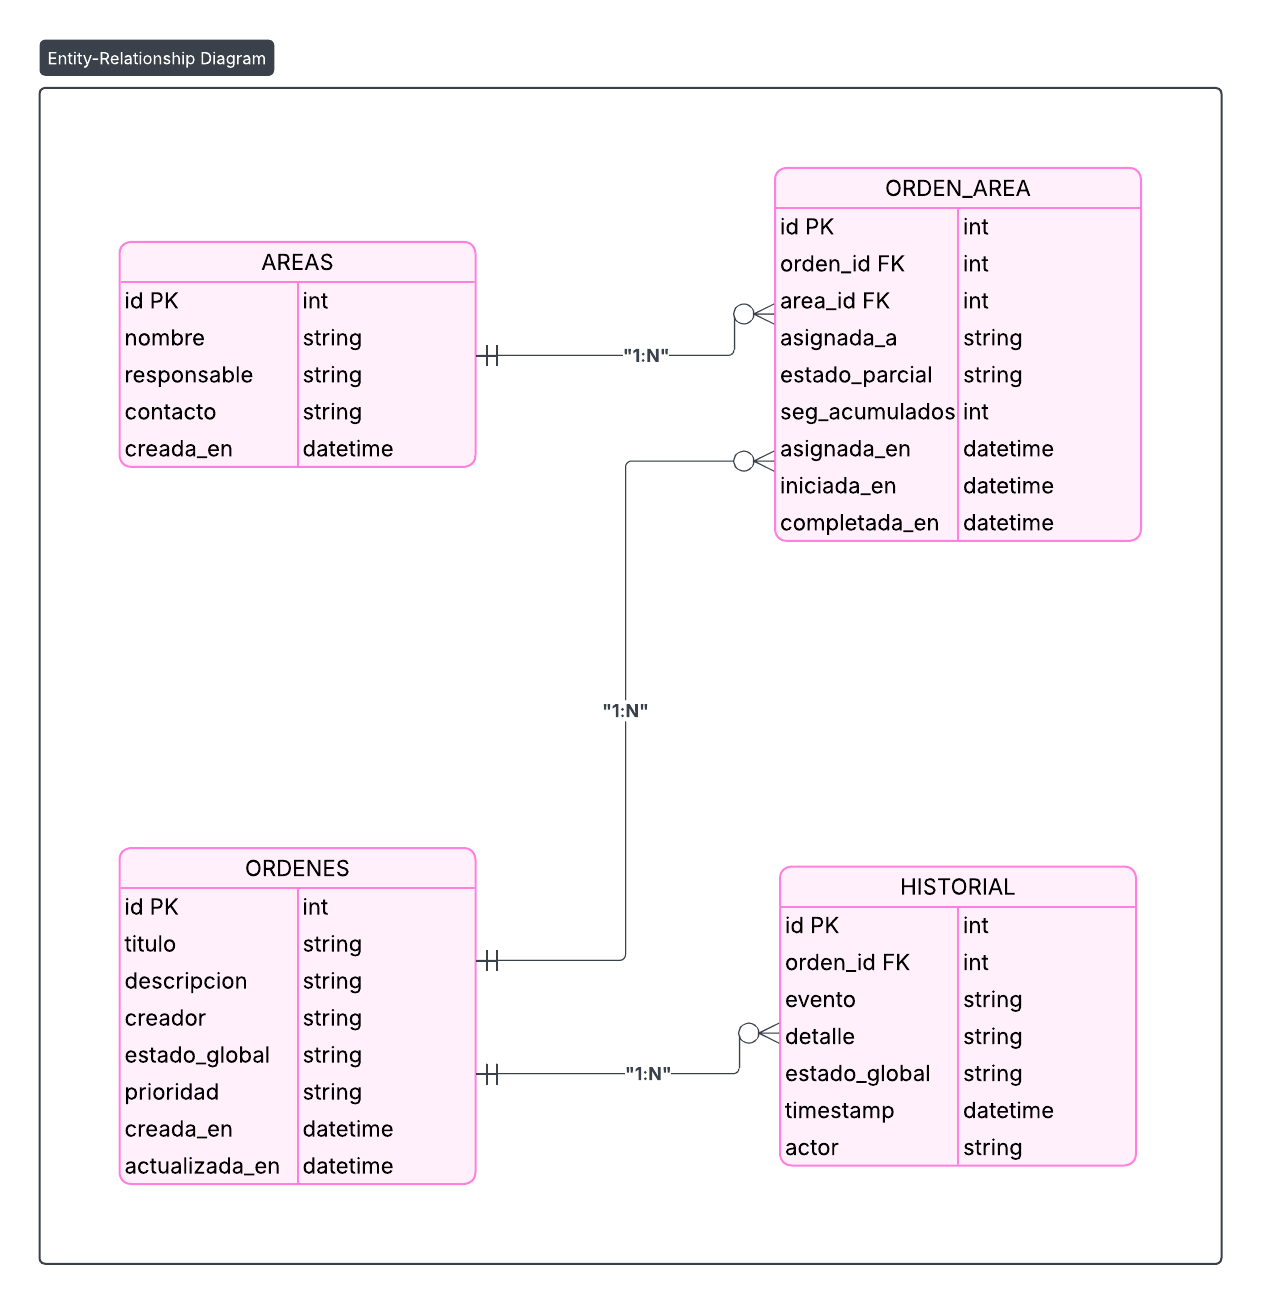 Entity-Relationship Diagram
AREAS
id PK int
nombre string
responsable string
contacto string
creada_en datetime
"1:N"
ORDEN_AREA
id PK int
orden_id FK int
area_id FK int
asignada_a string
estado_parcial string
seg_acumulados int
asignada_en datetime
iniciada_en datetime
completada_en datetime
"1:N"
ORDENES
id PK int
titulo string
descripcion string
creador string
estado_global string
prioridad string
creada_en datetime
actualizada_en datetime
"1:N"
HISTORIAL
id PK int
orden_id FK int
evento string
detalle string
estado_global string
timestamp datetime
actor string